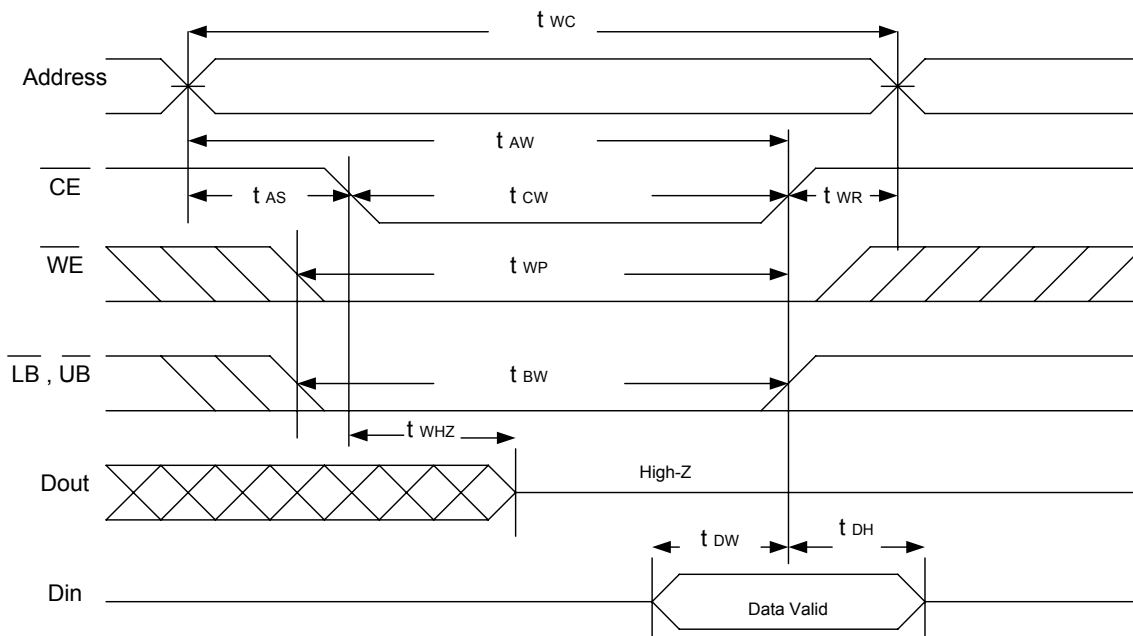 t WC
Address
t AW
CE
t AS
t CW
t WR
WE
t WP
LB , UB
t BW
t WHZ
Dout
High-Z
t DW
t DH
Din
Data Valid